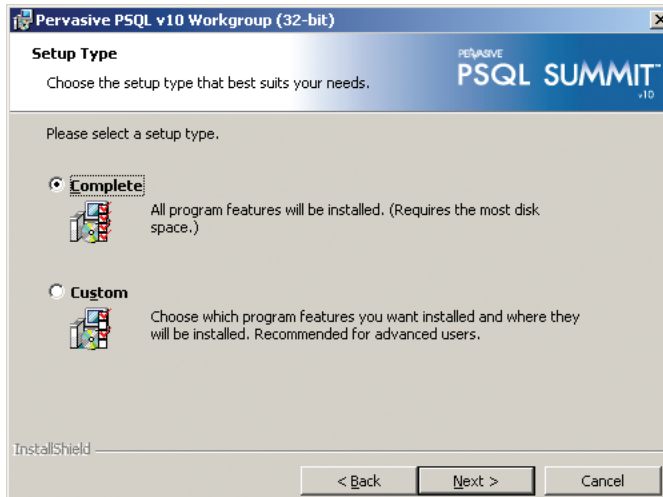 Pervasive PSQL v10 Workgroup (32-bit)
Setup Type
Choose the setup type that best suits your needs.
PERVASIVE
PSQL SUMMIT™
v10
Please select a setup type.
Complete
All program features will be installed. (Requires the most disk
space.)
Custom
Choose which program features you want installed and where they
will be installed. Recommended for advanced users.
InstallShield
< Back
Next >
Cancel